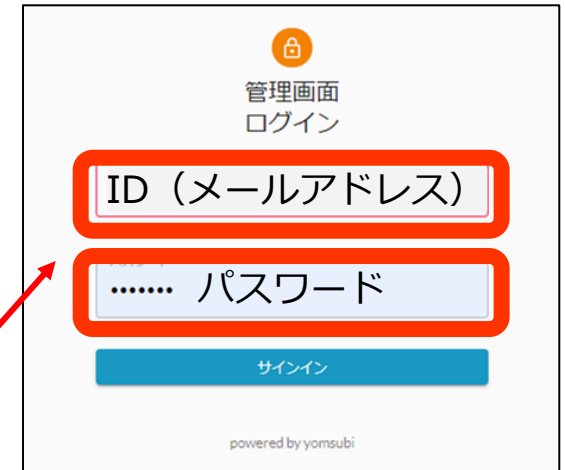 管理画面
ログイン
ID（メールアドレス）
••••••• パスワード
サインイン
powered by yomsubi